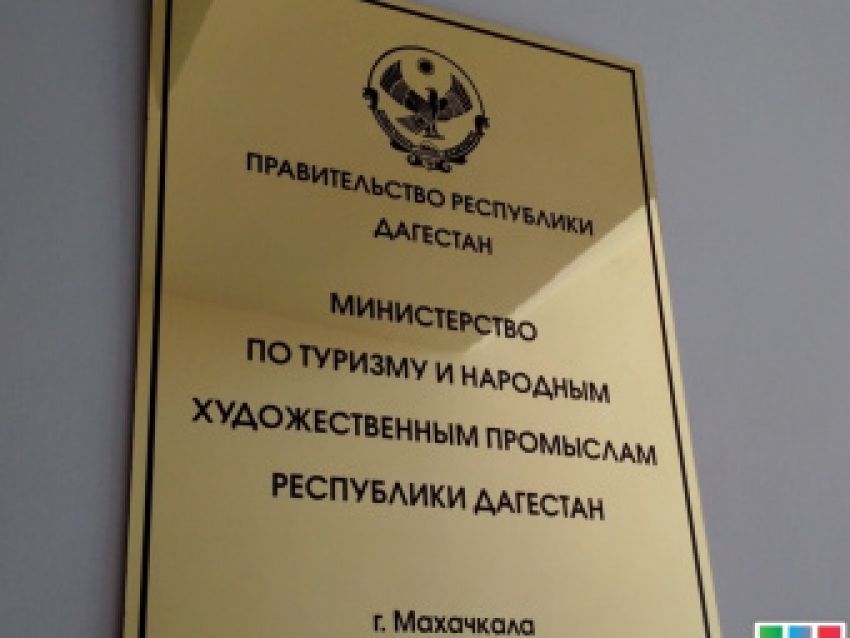 ПРАВИТЕЛЬСТВО РЕСПУБЛИКИ
ДАГЕСТАН
МИНИСТЕРСТВО
ПО ТУРИЗМУ И НАРОДНЫМ
ХУДОЖЕСТВЕННЫМ ПРОМЫСЛАМ
РЕСПУБЛИКИ ДАГЕСТАН
г. Махачкала